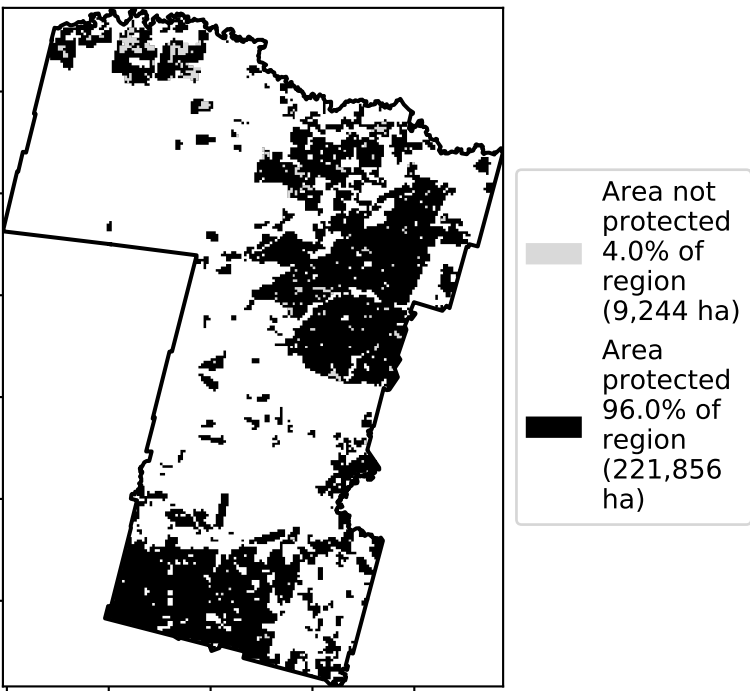 Area not
protected
4.0% of
region
(9,244 ha)
Area
protected
96.0% of
region
(221,856
ha)